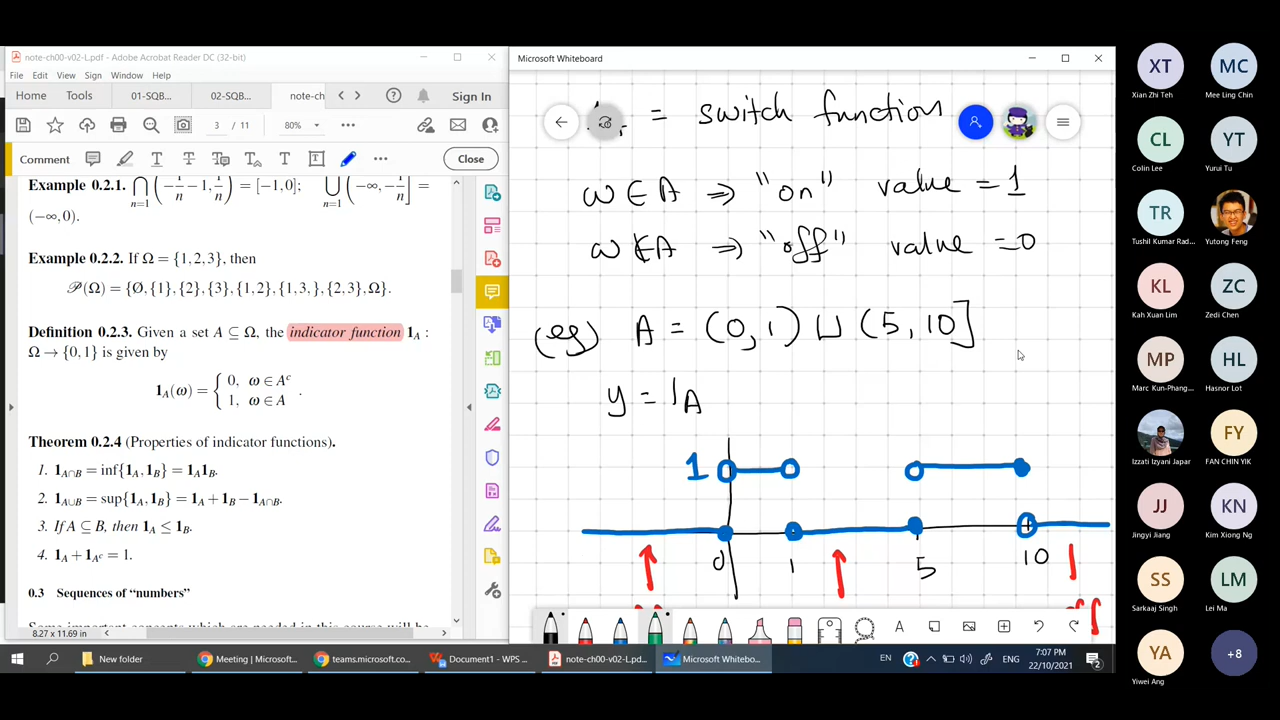 note-ch00-v02-L.pdf - Adobe Acrobat Reader DC (32-bit)
File Edit View Sign Window Help
Home Tools 01-SQB... 02-SQB... note-ch Sign In
3 / 11 80%
Comment Close
Example 0.2.1. ⋂ n=1 (−1/n − 1, 1/n) = [−1,0]; ⋃ n=1 (−∞, −1/n] =
(−∞,0).
Example 0.2.2. If Ω = {1,2,3}, then
𝒫(Ω) = {Ø,{1},{2},{3},{1,2},{1,3,},{2,3},Ω}.
Definition 0.2.3. Given a set A ⊆ Ω, the indicator function 1_A :
Ω → {0,1} is given by
1_A(ω) = { 0, ω ∈ A^c
1, ω ∈ A .
Theorem 0.2.4 (Properties of indicator functions).
1. 1_{A∩B} = inf{1_A,1_B} = 1_A1_B.
2. 1_{A∪B} = sup{1_A,1_B} = 1_A + 1_B − 1_{A∩B}.
3. If A ⊆ B, then 1_A ≤ 1_B.
4. 1_A + 1_{A^c} = 1.
0.3 Sequences of “numbers”
8.27 x 11.69 in
Microsoft Whiteboard
= switch function
ω ∈ A ⇒ "on" value = 1
ω ∉ A ⇒ "off" value = 0
(eg) A = (0,1) ⊔ (5,10]
y = 1_A
1
0 1 5 10
XT
Xian Zhi Teh
MC
Mee Ling Chin
CL
Colin Lee
YT
Yurui Tu
TR
Tushil Kumar Rad...
Yutong Feng
KL
Kah Xuan Lim
ZC
Zedi Chen
MP
Marc Kun-Phang...
HL
Hasnor Lot
Izzati Izyani Japar
FY
FAN CHIN YIK
JJ
Jingyi Jiang
KN
Kim Xiong Ng
SS
Sarkaaj Singh
LM
Lei Ma
YA
Yiwei Ang
+8
New folder
Meeting | Microsoft...
teams.microsoft.co...
Document1 - WPS ...
note-ch00-v02-L.pd...
Microsoft Whitebo...
EN
ENG
7:07 PM
22/10/2021
2